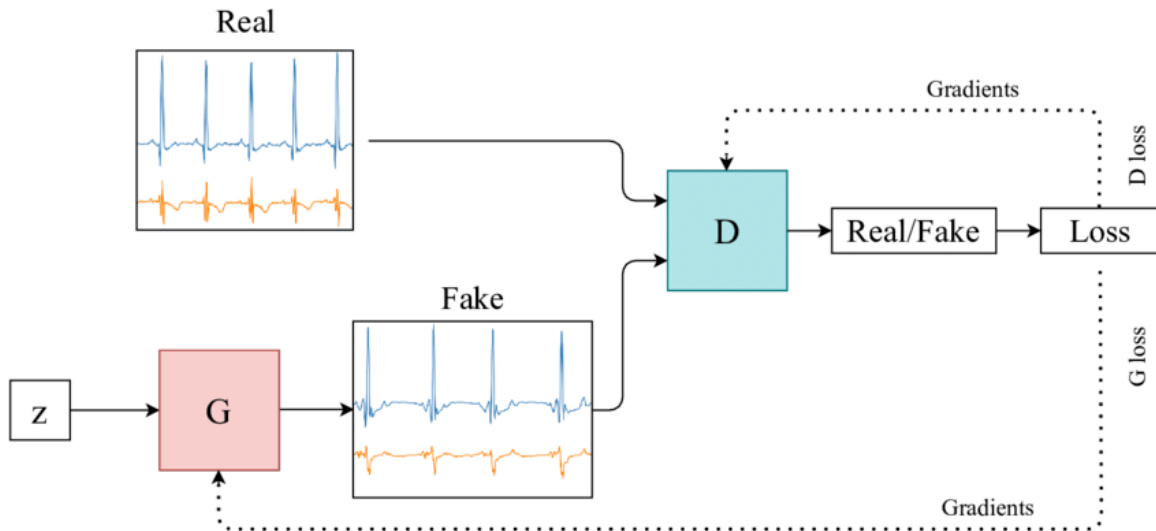 Real
Gradients
D loss
D
Real/Fake
Loss
Fake
G loss
z
G
Gradients